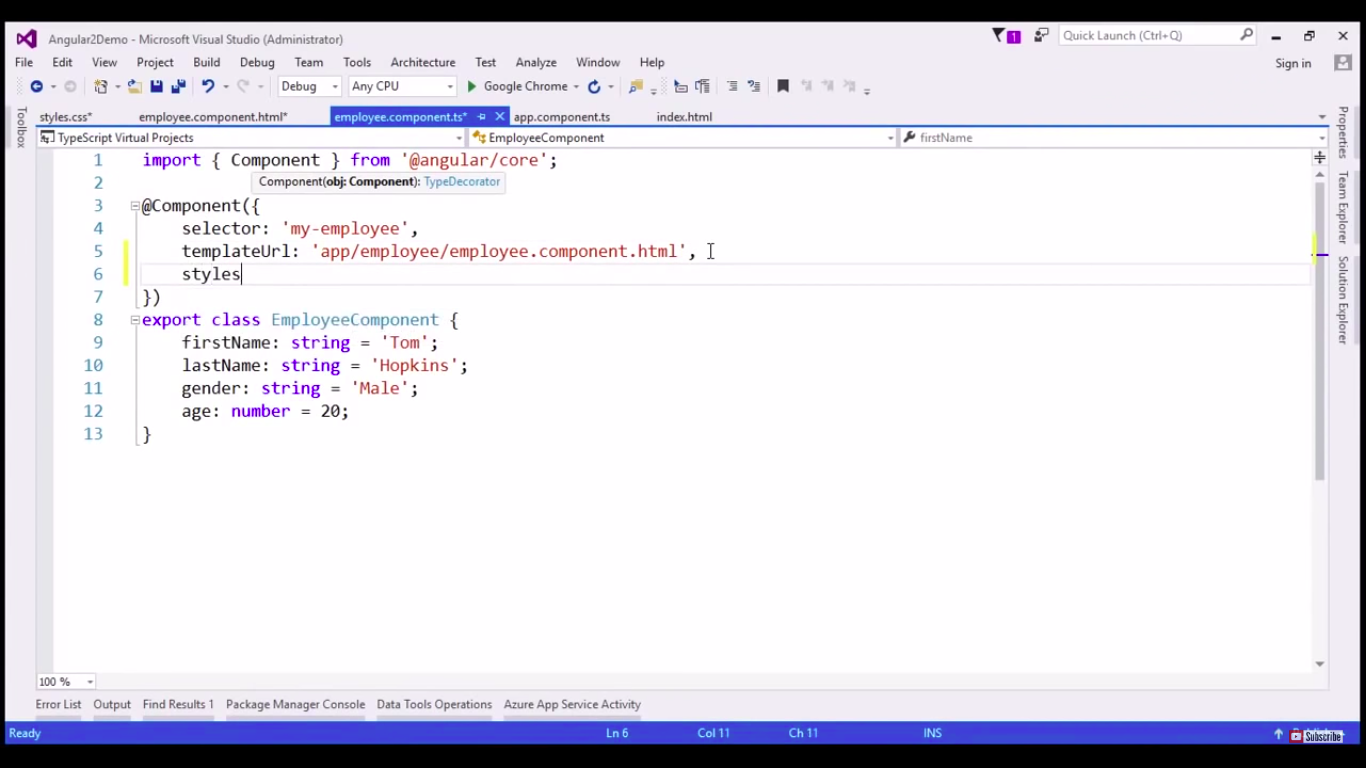 Angular2Demo - Microsoft Visual Studio (Administrator)
1
Quick Launch (Ctrl+Q)
File Edit View Project Build Debug Team Tools Architecture Test Analyze Window Help
Sign in
Debug Any CPU Google Chrome
styles.css* employee.component.html* employee.component.ts* app.component.ts index.html
TypeScript Virtual Projects EmployeeComponent firstName
Toolbox
Properties
Team Explorer
Solution Explorer
1 import { Component } from '@angular/core';
Component(obj: Component): TypeDecorator
2
3 @Component({
4 selector: 'my-employee',
5 templateUrl: 'app/employee/employee.component.html',
6 styles
7 })
8 export class EmployeeComponent {
9 firstName: string = 'Tom';
10 lastName: string = 'Hopkins';
11 gender: string = 'Male';
12 age: number = 20;
13 }
100 %
Error List Output Find Results 1 Package Manager Console Data Tools Operations Azure App Service Activity
Ready Ln 6 Col 11 Ch 11 INS
Subscribe